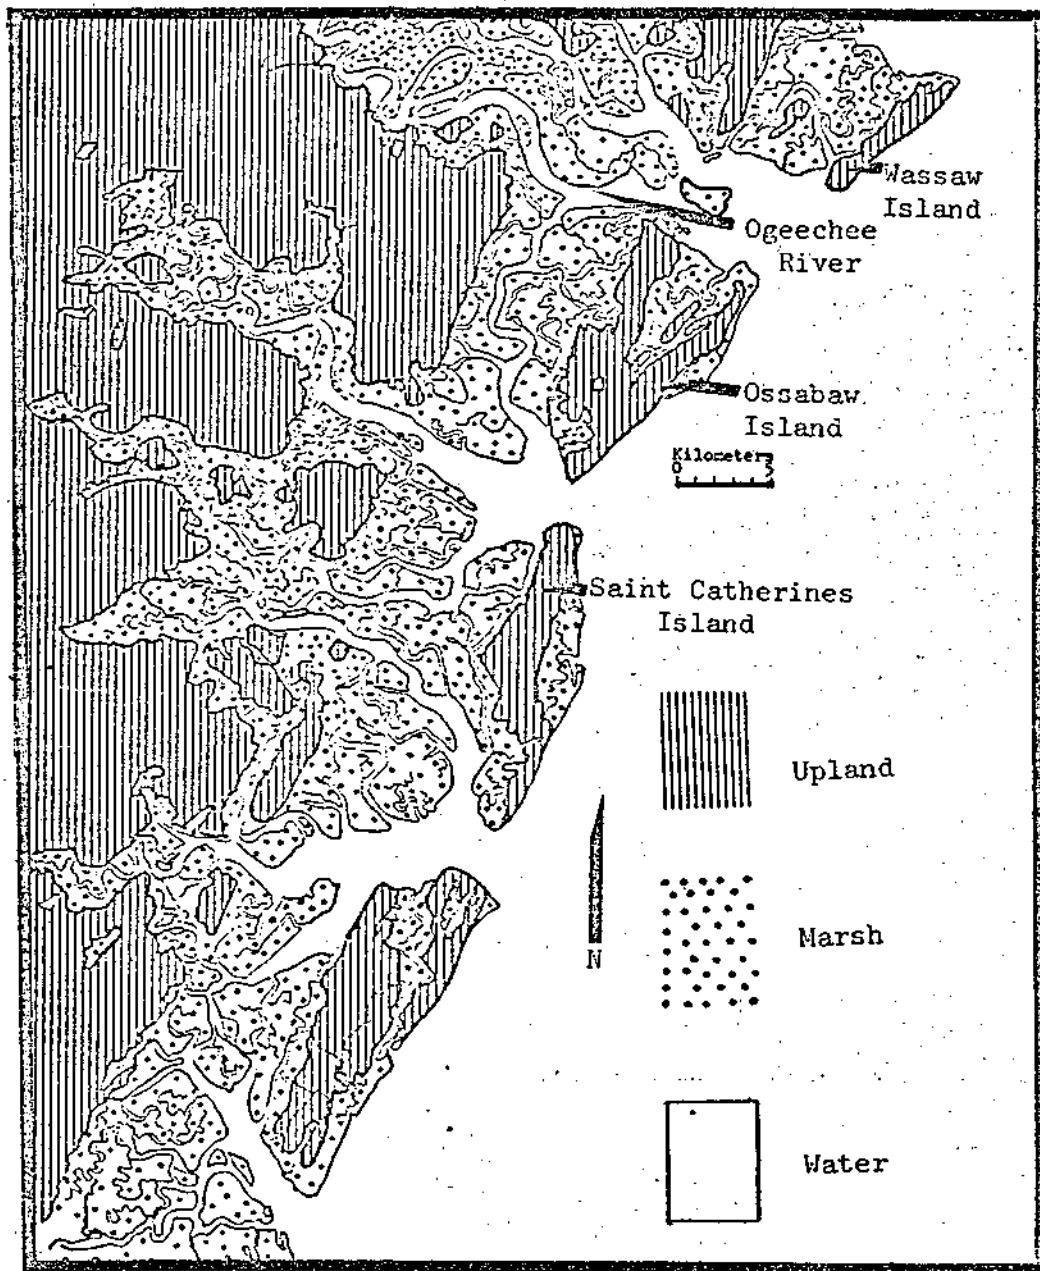 Wassaw
Island
Ogeechee
River
Ossabaw
Island
Kilometers
0 5
Saint Catherines
Island
Upland
N
Marsh
Water